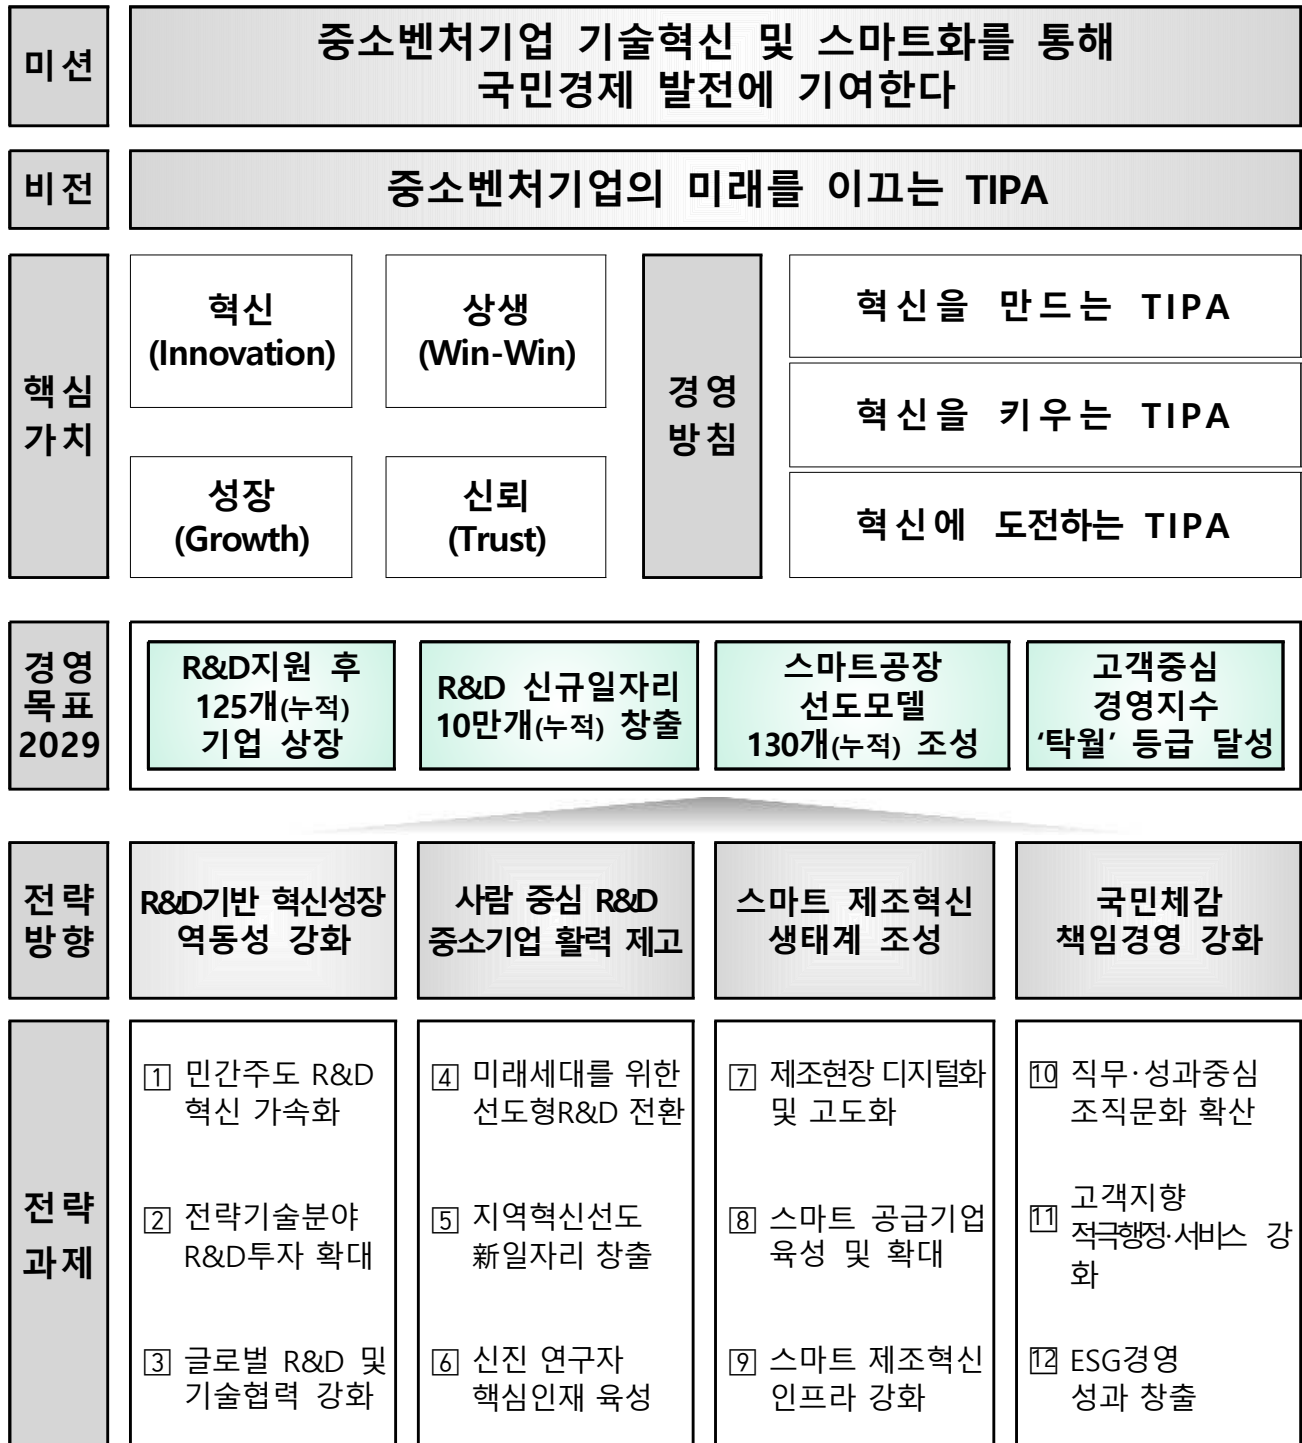 미션
중소벤처기업 기술혁신 및 스마트화를 통해
국민경제 발전에 기여한다
비전
중소벤처기업의 미래를 이끄는 TIPA
핵심
가치
혁신
(Innovation)
상생
(Win-Win)
성장
(Growth)
신뢰
(Trust)
경영
방침
혁신을 만드는 TIPA
혁신을 키우는 TIPA
혁신에 도전하는 TIPA
경영
목표
2029
R&D지원 후
125개(누적)
기업 상장
R&D 신규일자리
10만개(누적) 창출
스마트공장
선도모델
130개(누적) 조성
고객중심
경영지수
‘탁월’ 등급 달성
전략
방향
R&D기반 혁신성장
역동성 강화
사람 중심 R&D
중소기업 활력 제고
스마트 제조혁신
생태계 조성
국민체감
책임경영 강화
전략
과제
1 민간주도 R&D
혁신 가속화
2 전략기술분야
R&D투자 확대
3 글로벌 R&D 및
기술협력 강화
4 미래세대를 위한
선도형R&D 전환
5 지역혁신선도
新일자리 창출
6 신진 연구자
핵심인재 육성
7 제조현장 디지털화
및 고도화
8 스마트 공급기업
육성 및 확대
9 스마트 제조혁신
인프라 강화
10 직무·성과중심
조직문화 확산
11 고객지향
적극행정·서비스 강
화
12 ESG경영
성과 창출